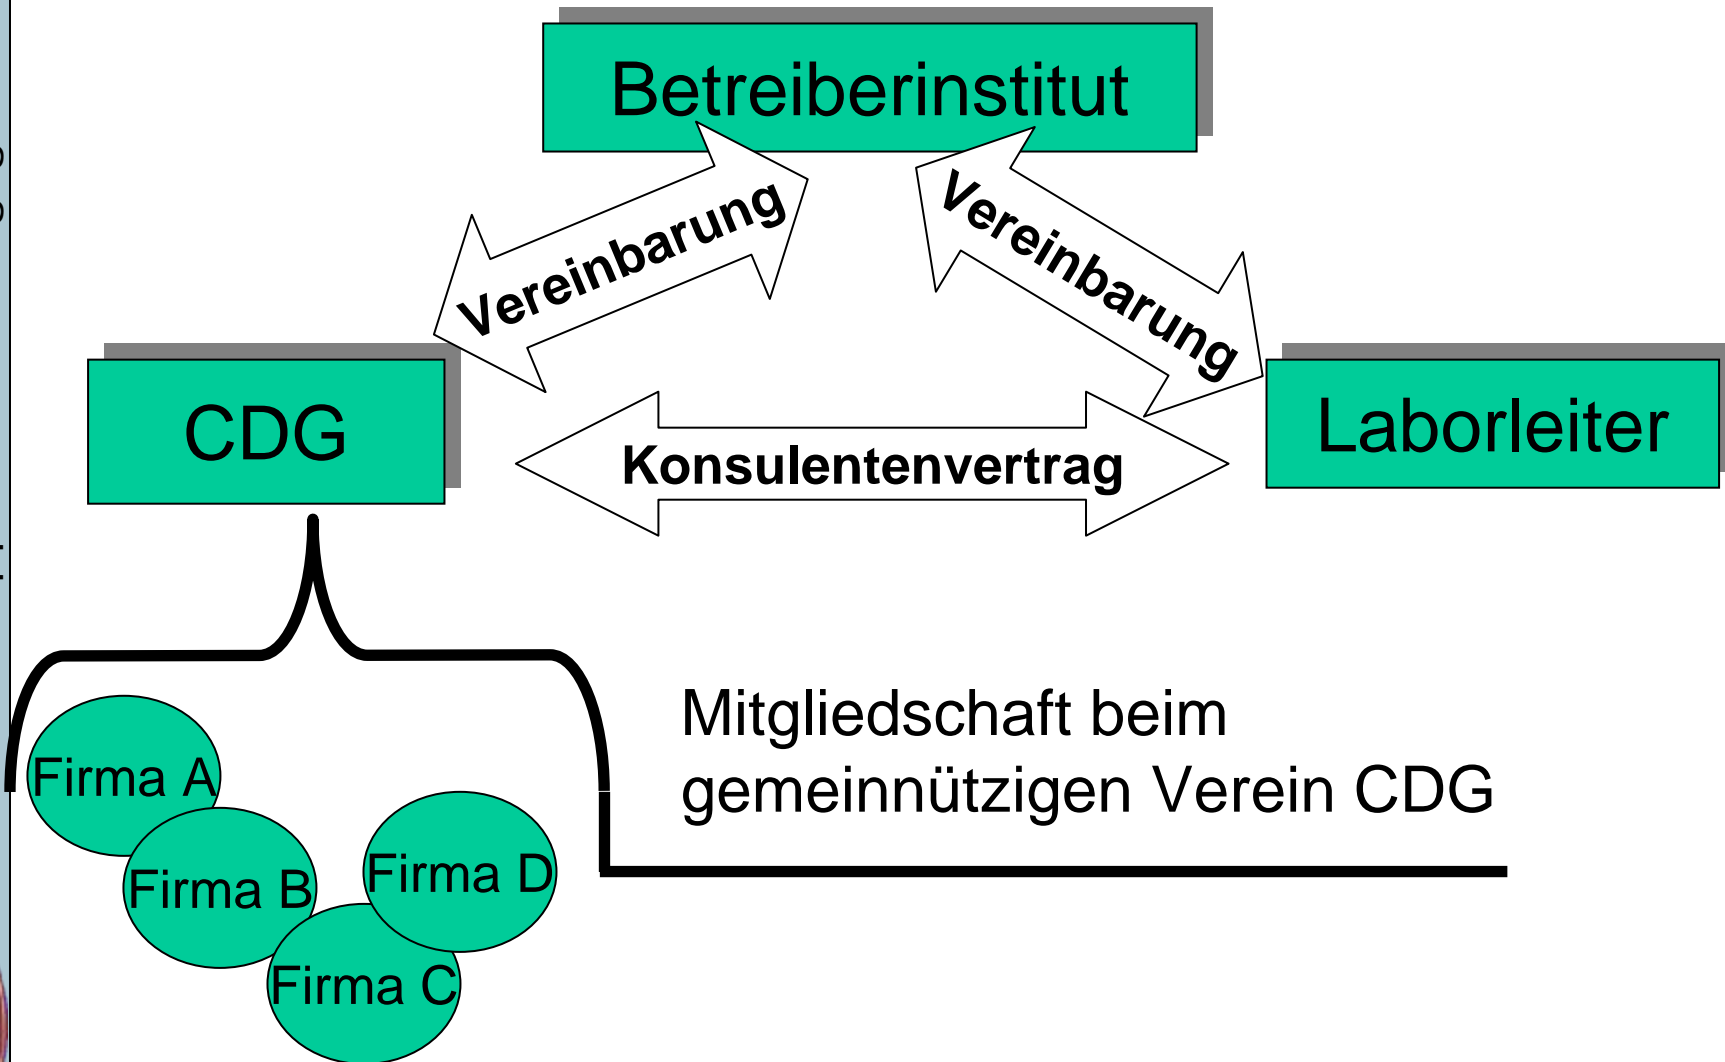 Betreiberinstitut
Vereinbarung
Vereinbarung
CDG
Konsulentenvertrag
Laborleiter
Mitgliedschaft beim
gemeinnützigen Verein CDG
Firma A
Firma B
Firma D
Firma C